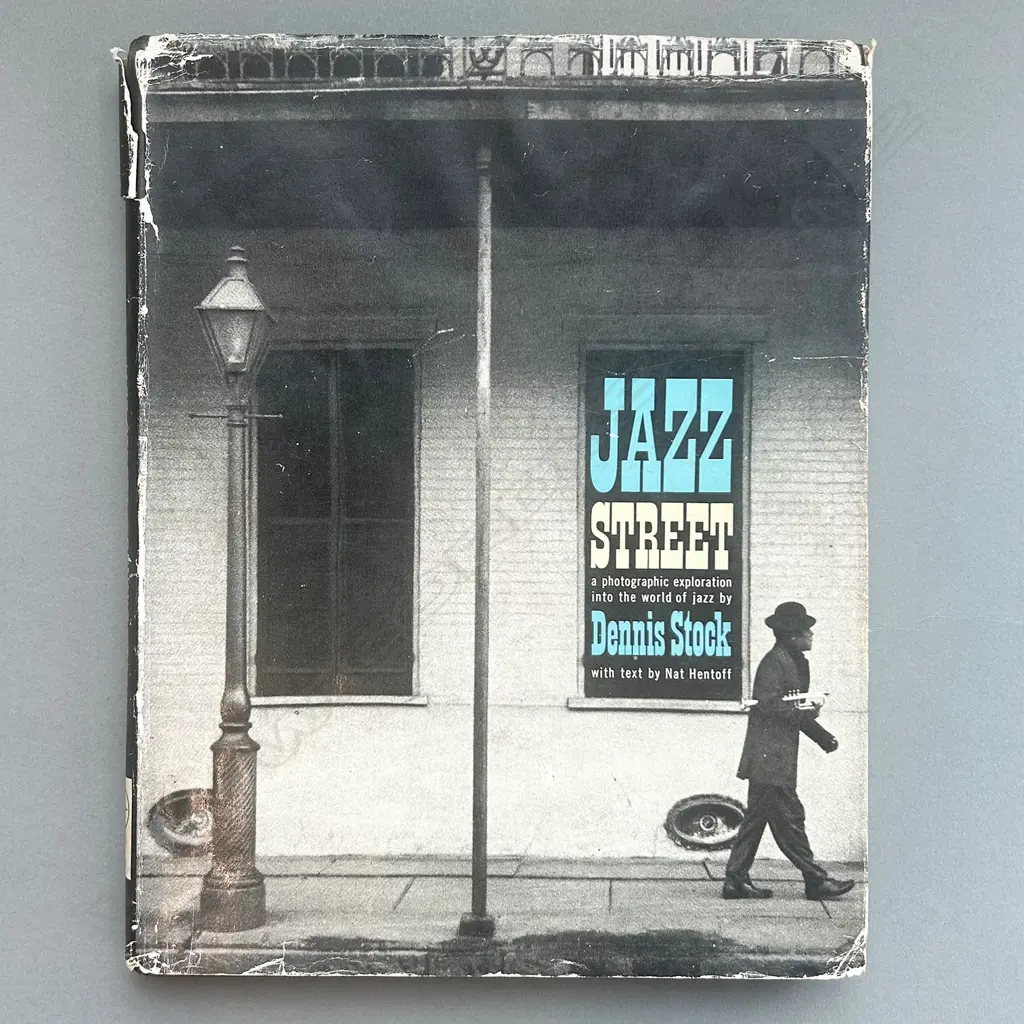 JAZZ
STREET
a photographic exploration
into the world of jazz by
Dennis Stock
with text by Nat Hentoff